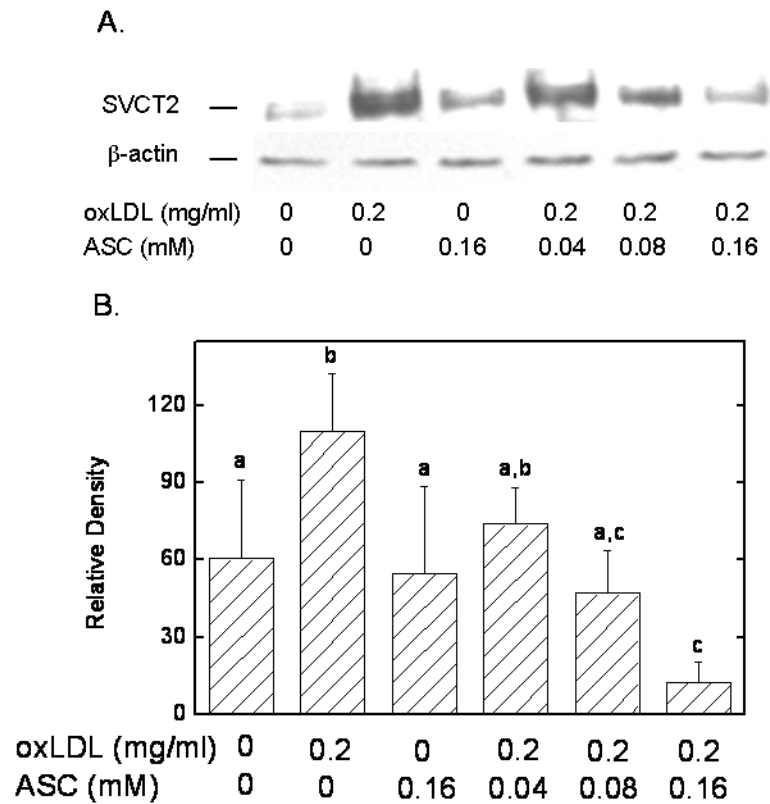 A.
SVCT2
β-actin
oxLDL (mg/ml) 0 0.2 0 0.2 0.2 0.2
ASC (mM) 0 0 0.16 0.04 0.08 0.16
B.
Relative Density
120
90
60
30
0
a
b
a
a,b
a,c
c
oxLDL (mg/ml) 0 0.2 0 0.2 0.2 0.2
ASC (mM) 0 0 0.16 0.04 0.08 0.16